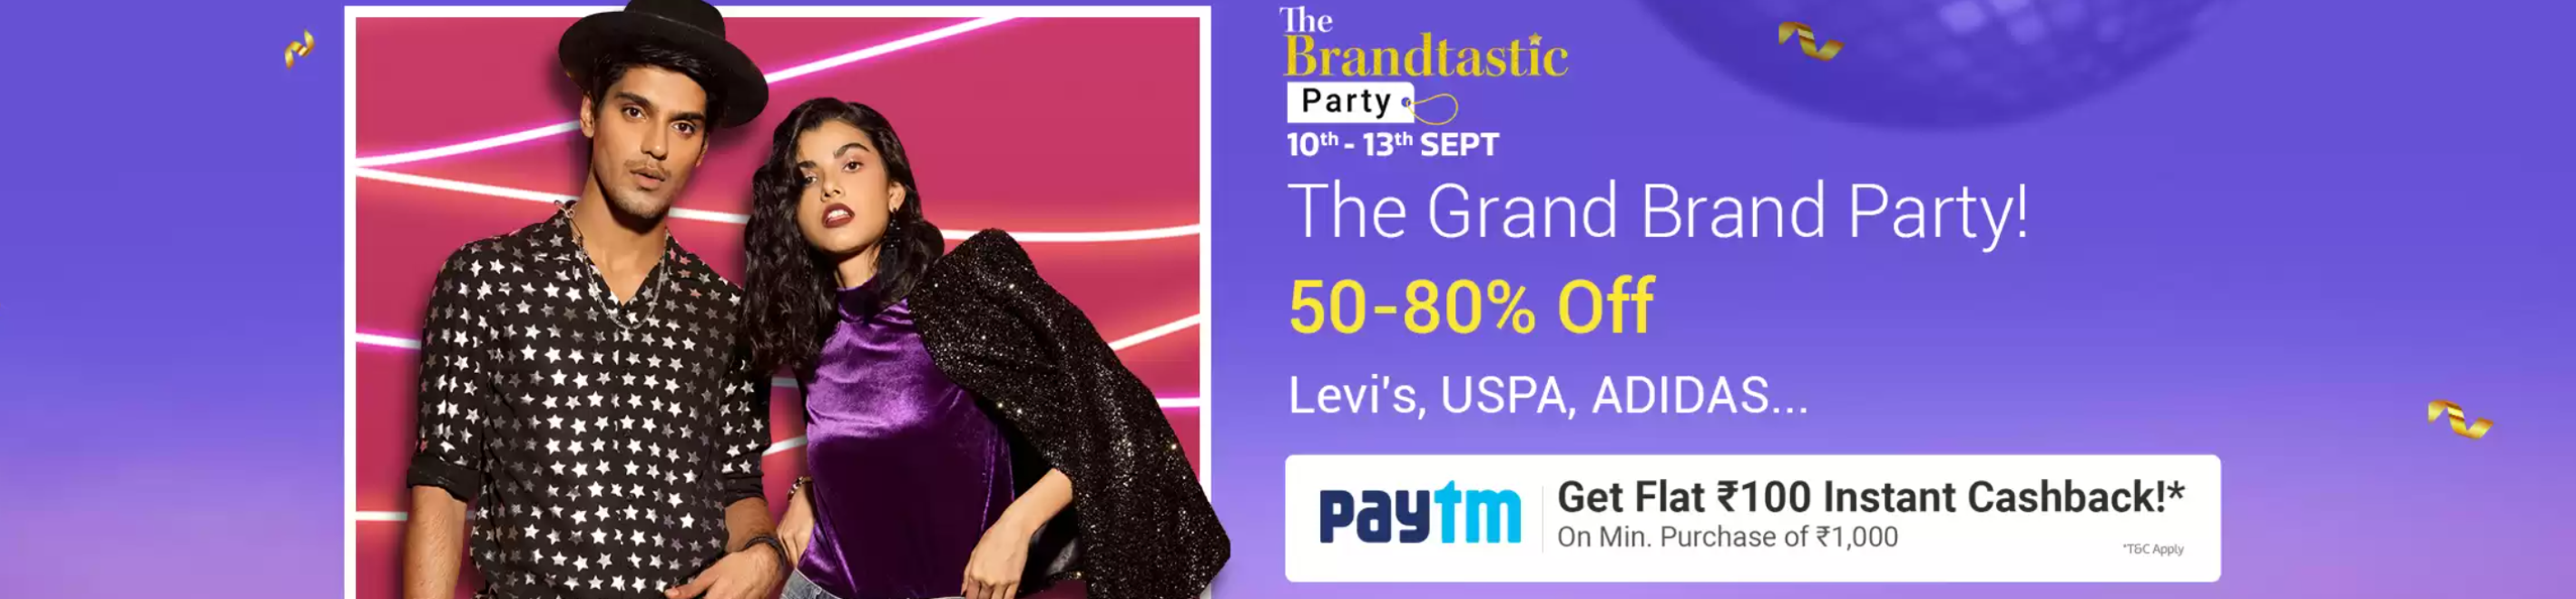 The
Brandtastic
Party
10th - 13th SEPT
The Grand Brand Party!
50-80% Off
Levi's, USPA, ADIDAS...
paytm
Get Flat ₹100 Instant Cashback!*
On Min. Purchase of ₹1,000
*T&C Apply